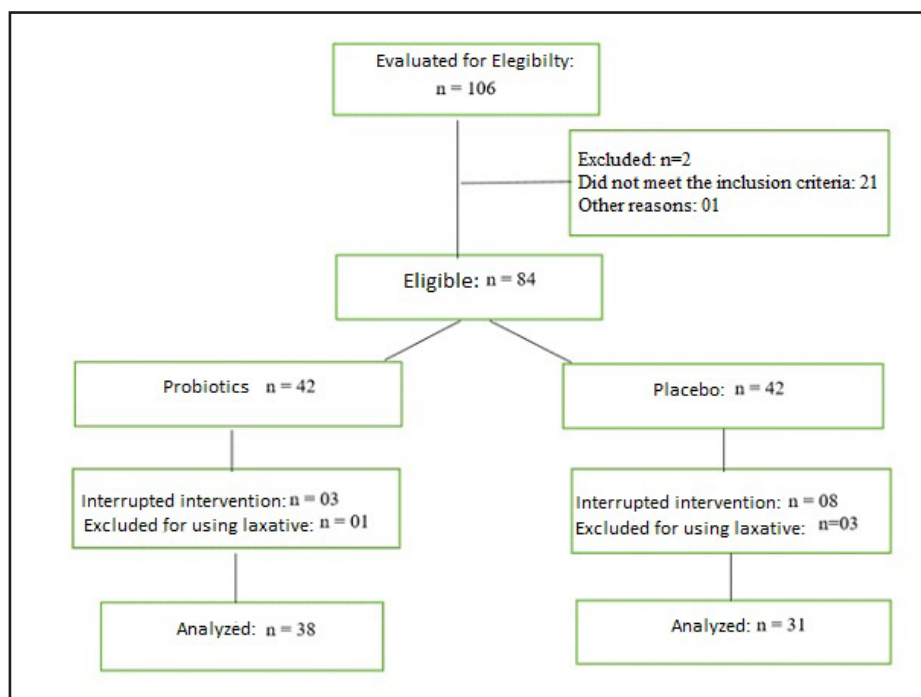 Evaluated for Elegibilty:
n = 106
Excluded: n=2
Did not meet the inclusion criteria: 21
Other reasons: 01
Eligible: n = 84
Probiotics n = 42
Placebo: n = 42
Interrupted intervention: n = 03
Excluded for using laxative: n = 01
Interrupted intervention: n = 08
Excluded for using laxative: n=03
Analyzed: n = 38
Analyzed: n = 31